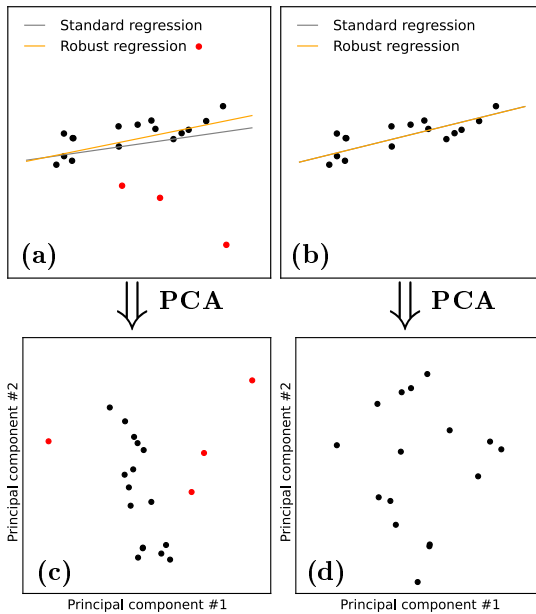 Standard regression
Robust regression
Standard regression
Robust regression
(a)
(b)
PCA
PCA
Principal component #2
Principal component #2
(c)
(d)
Principal component #1
Principal component #1